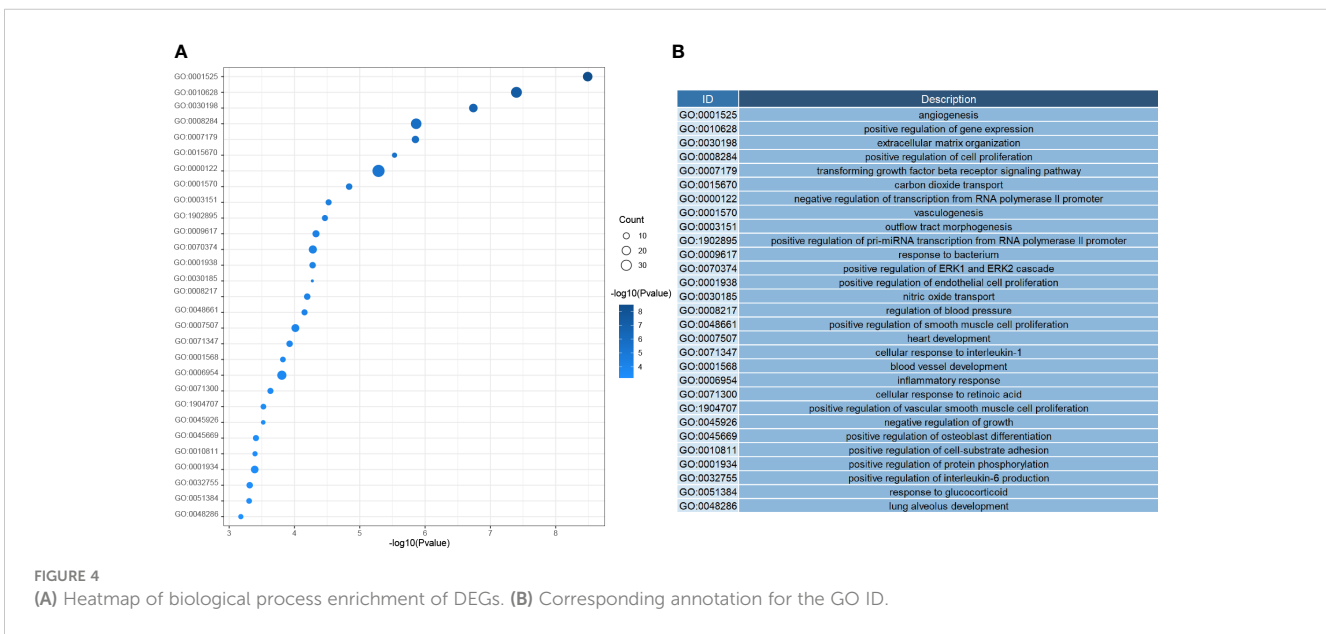 A
GO:0001525
GO:0010628
GO:0030198
GO:0008284
GO:0007179
GO:0015670
GO:0000122
GO:0001570
GO:0003151
GO:1902895
GO:0009617
GO:0070374
GO:0001938
GO:0030185
GO:0008217
GO:0048661
GO:0007507
GO:0071347
GO:0001568
GO:0006954
GO:0071300
GO:1904707
GO:0045926
GO:0045669
GO:0010811
GO:0001934
GO:0032755
GO:0051384
GO:0048286
3 4 5 6 7 8
-log10(Pvalue)
Count
10
20
30
-log10(Pvalue)
8
7
6
5
4
B
ID Description
GO:0001525 angiogenesis
GO:0010628 positive regulation of gene expression
GO:0030198 extracellular matrix organization
GO:0008284 positive regulation of cell proliferation
GO:0007179 transforming growth factor beta receptor signaling pathway
GO:0015670 carbon dioxide transport
GO:0000122 negative regulation of transcription from RNA polymerase II promoter
GO:0001570 vasculogenesis
GO:0003151 outflow tract morphogenesis
GO:1902895 positive regulation of pri-miRNA transcription from RNA polymerase II promoter
GO:0009617 response to bacterium
GO:0070374 positive regulation of ERK1 and ERK2 cascade
GO:0001938 positive regulation of endothelial cell proliferation
GO:0030185 nitric oxide transport
GO:0008217 regulation of blood pressure
GO:0048661 positive regulation of smooth muscle cell proliferation
GO:0007507 heart development
GO:0071347 cellular response to interleukin-1
GO:0001568 blood vessel development
GO:0006954 inflammatory response
GO:0071300 cellular response to retinoic acid
GO:1904707 positive regulation of vascular smooth muscle cell proliferation
GO:0045926 negative regulation of growth
GO:0045669 positive regulation of osteoblast differentiation
GO:0010811 positive regulation of cell-substrate adhesion
GO:0001934 positive regulation of protein phosphorylation
GO:0032755 positive regulation of interleukin-6 production
GO:0051384 response to glucocorticoid
GO:0048286 lung alveolus development
FIGURE 4
(A) Heatmap of biological process enrichment of DEGs. (B) Corresponding annotation for the GO ID.